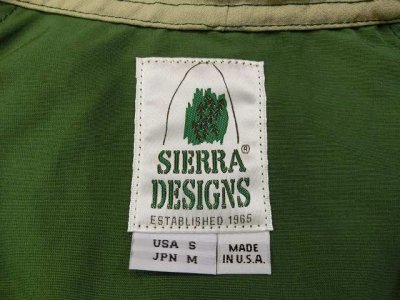 SIERRA®
DESIGNS
ESTABLISHED 1965
USA S
JPN M
MADE
IN U.S.A.